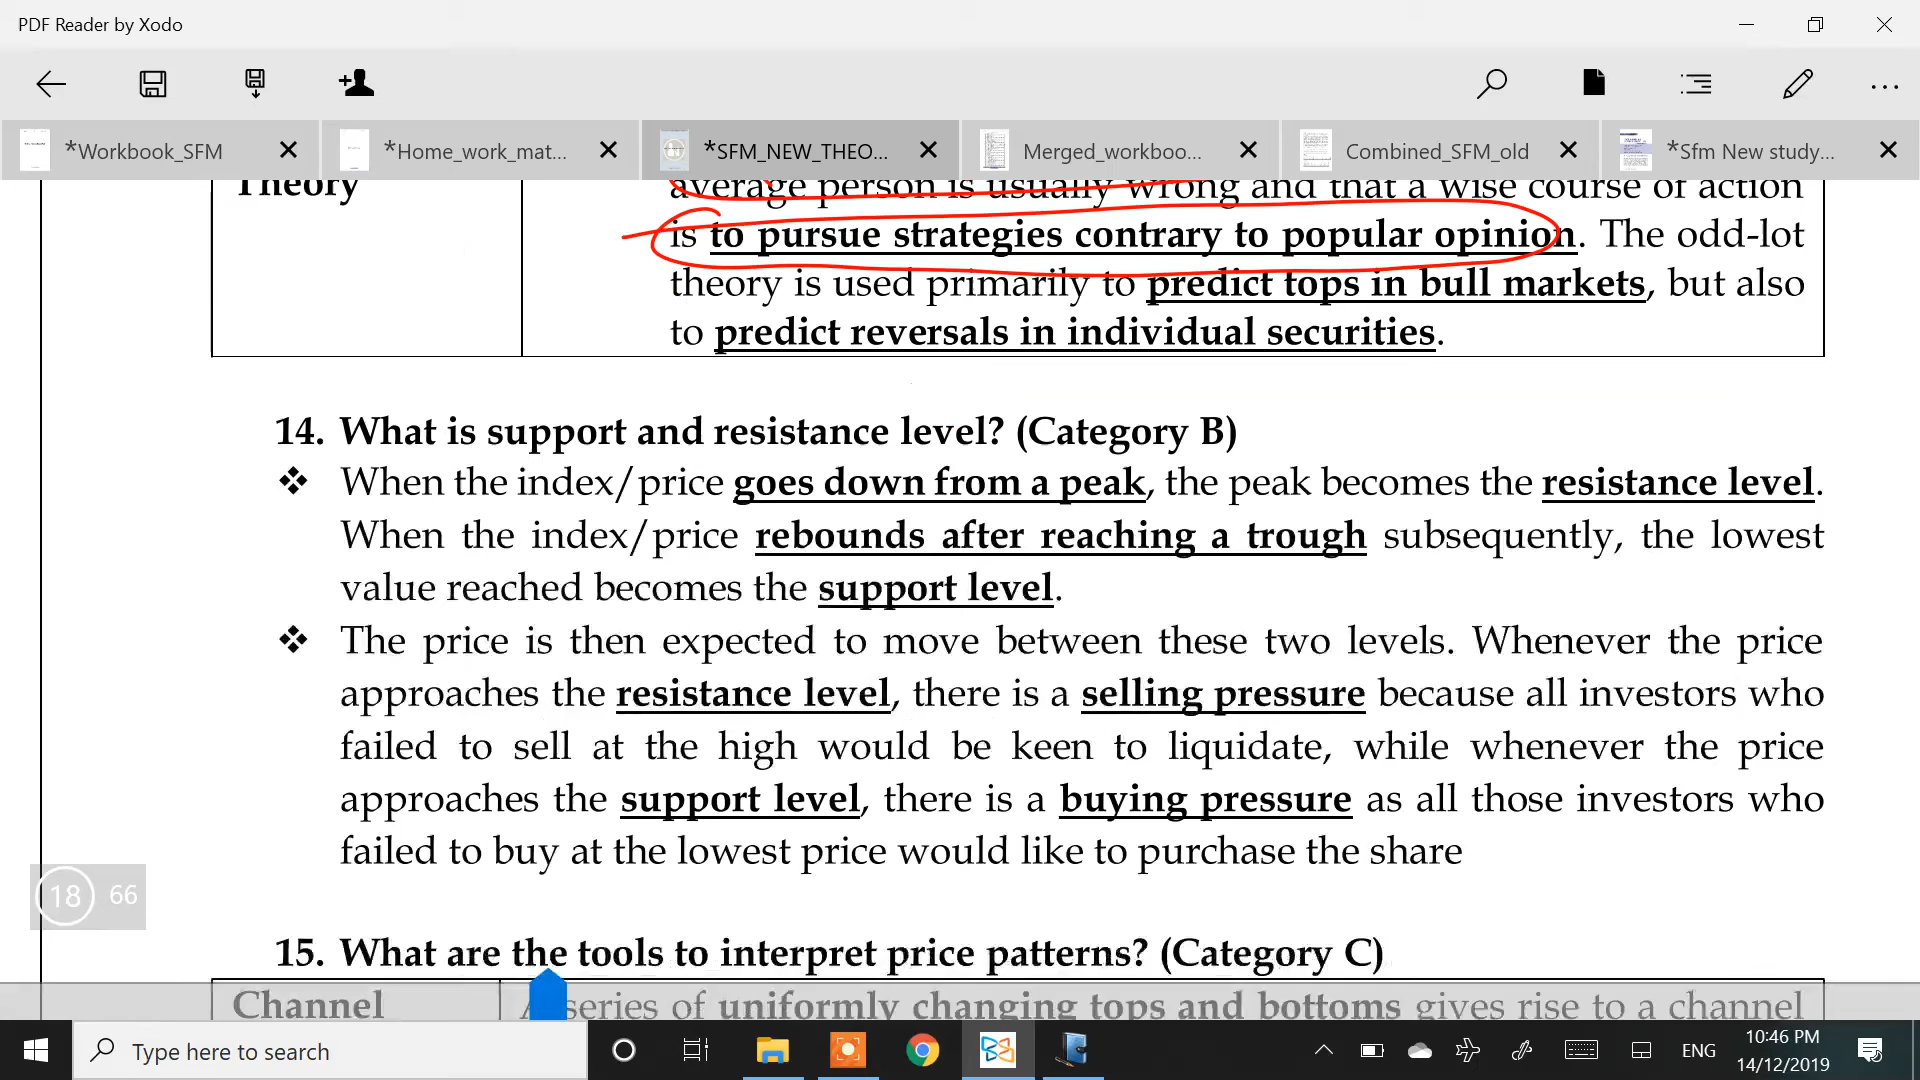 PDF Reader by Xodo
*Workbook_SFM
*Home_work_mat...
*SFM_NEW_THEO...
Merged_workboo...
Combined_SFM_old
*Sfm New study...
Theory
average person is usually wrong and that a wise course of action
is to pursue strategies contrary to popular opinion. The odd-lot
theory is used primarily to predict tops in bull markets, but also
to predict reversals in individual securities.
14. What is support and resistance level? (Category B)
❖ When the index/price goes down from a peak, the peak becomes the resistance level.
When the index/price rebounds after reaching a trough subsequently, the lowest
value reached becomes the support level.
❖ The price is then expected to move between these two levels. Whenever the price
approaches the resistance level, there is a selling pressure because all investors who
failed to sell at the high would be keen to liquidate, while whenever the price
approaches the support level, there is a buying pressure as all those investors who
failed to buy at the lowest price would like to purchase the share
18 66
15. What are the tools to interpret price patterns? (Category C)
Channel
A series of uniformly changing tops and bottoms gives rise to a channel
Type here to search
ENG
10:46 PM
14/12/2019